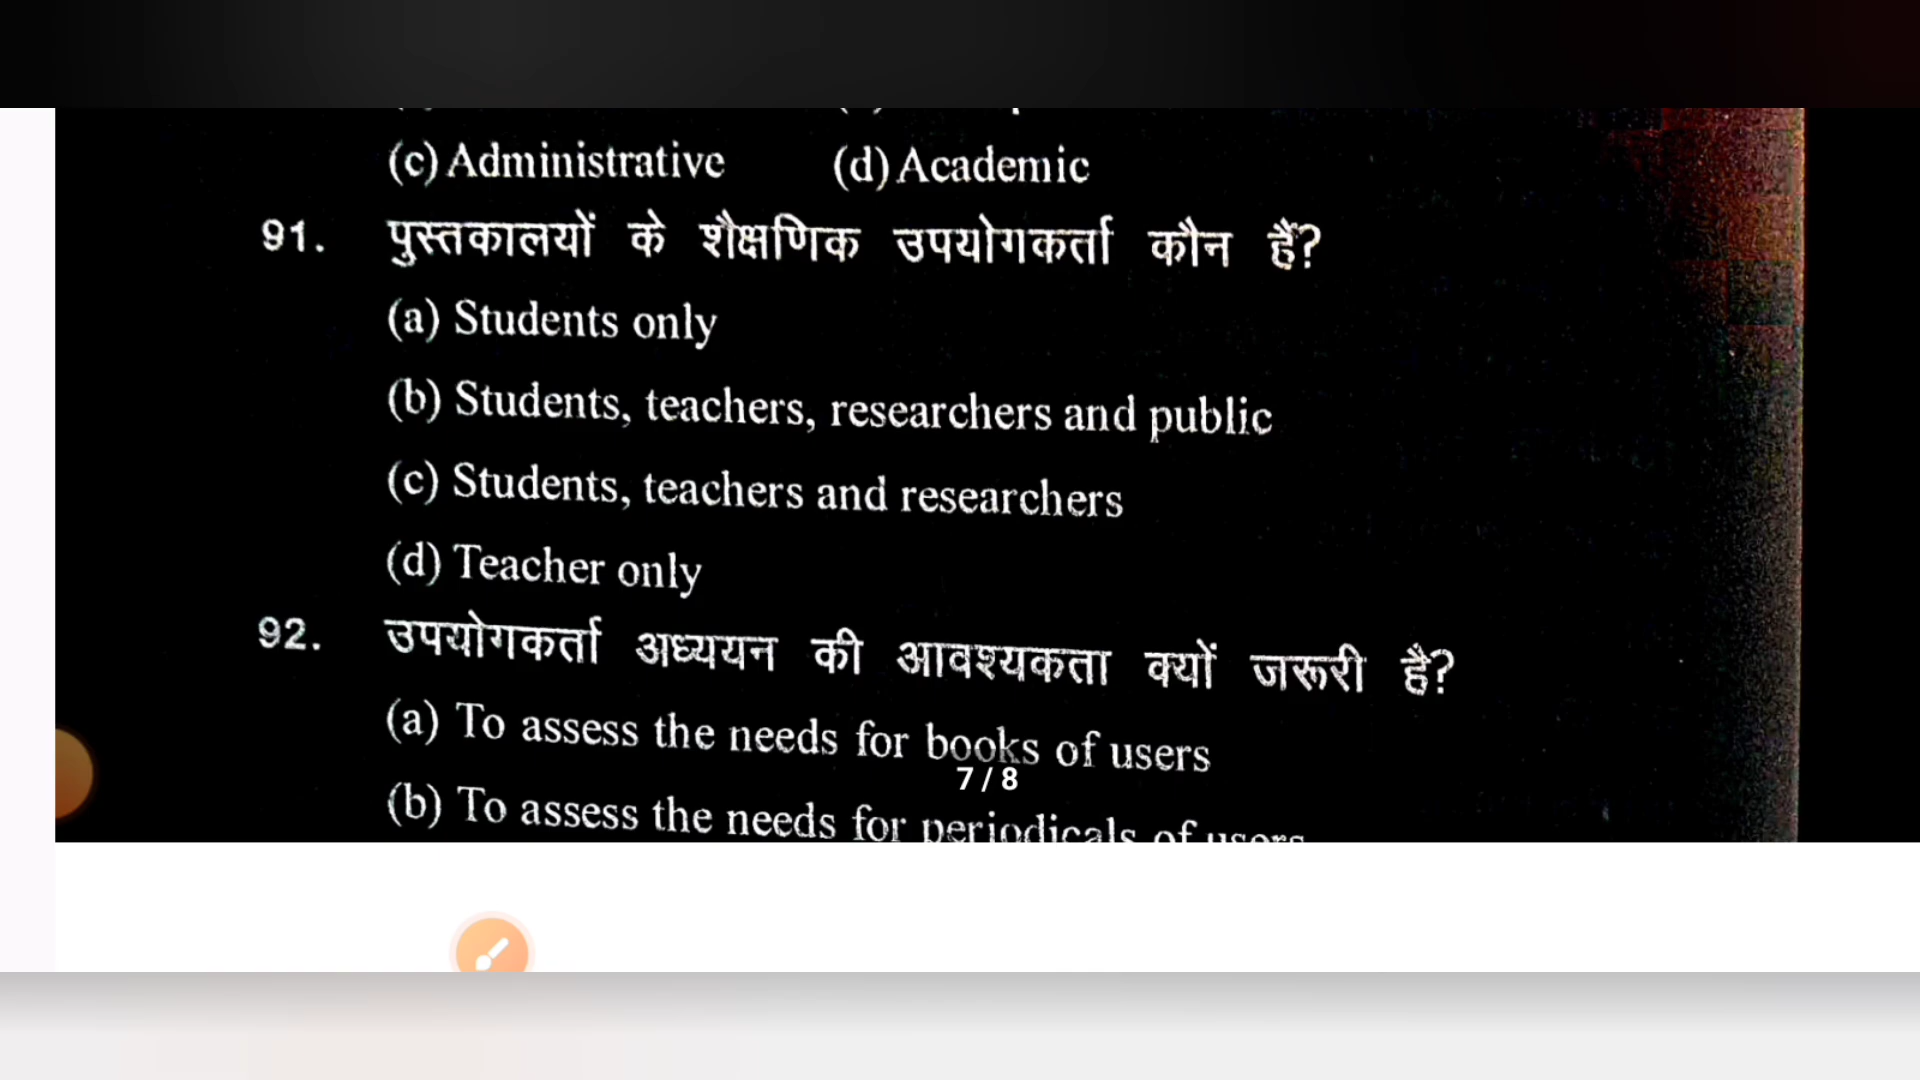 (c) Administrative (d) Academic
91. पुस्तकालयों के शैक्षणिक उपयोगकर्ता कौन हैं?
(a) Students only
(b) Students, teachers, researchers and public
(c) Students, teachers and researchers
(d) Teacher only
92. उपयोगकर्ता अध्ययन की आवश्यकता क्यों जरूरी है?
(a) To assess the needs for books of users
7 / 8
(b) To assess the needs for periodicals of users